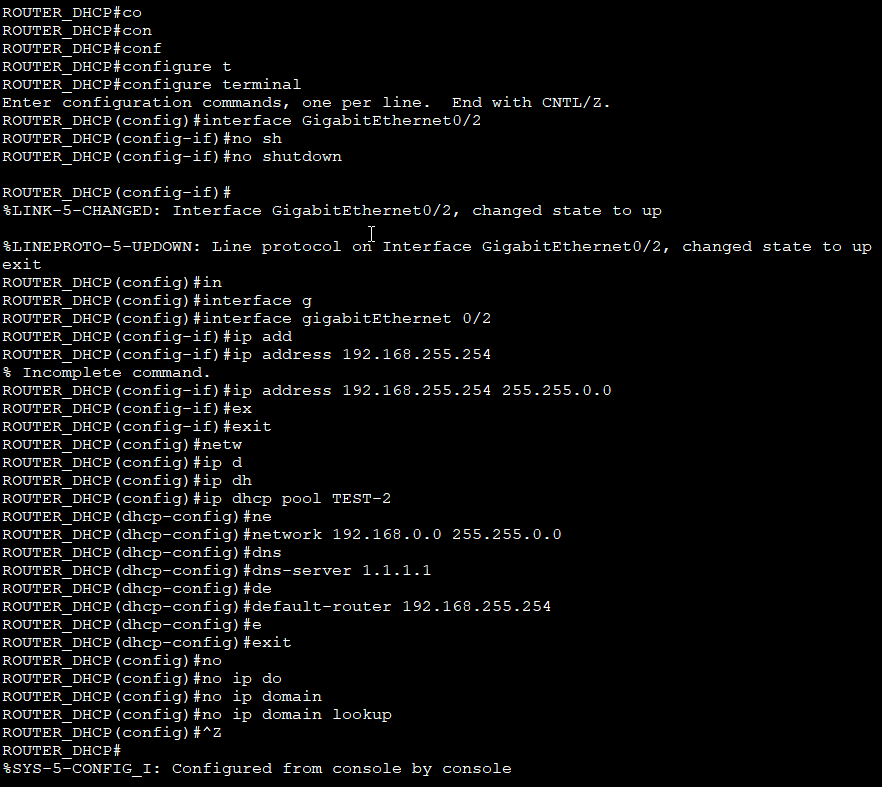 ROUTER_DHCP#co
ROUTER_DHCP#con
ROUTER_DHCP#conf
ROUTER_DHCP#configure t
ROUTER_DHCP#configure terminal
Enter configuration commands, one per line.  End with CNTL/Z.
ROUTER_DHCP(config)#interface GigabitEthernet0/2
ROUTER_DHCP(config-if)#no sh
ROUTER_DHCP(config-if)#no shutdown

ROUTER_DHCP(config-if)#
%LINK-5-CHANGED: Interface GigabitEthernet0/2, changed state to up

%LINEPROTO-5-UPDOWN: Line protocol on Interface GigabitEthernet0/2, changed state to up
exit
ROUTER_DHCP(config)#in
ROUTER_DHCP(config)#interface g
ROUTER_DHCP(config)#interface gigabitEthernet 0/2
ROUTER_DHCP(config-if)#ip add
ROUTER_DHCP(config-if)#ip address 192.168.255.254
% Incomplete command.
ROUTER_DHCP(config-if)#ip address 192.168.255.254 255.255.0.0
ROUTER_DHCP(config-if)#ex
ROUTER_DHCP(config-if)#exit
ROUTER_DHCP(config)#netw
ROUTER_DHCP(config)#ip d
ROUTER_DHCP(config)#ip dh
ROUTER_DHCP(config)#ip dhcp pool TEST-2
ROUTER_DHCP(dhcp-config)#ne
ROUTER_DHCP(dhcp-config)#network 192.168.0.0 255.255.0.0
ROUTER_DHCP(dhcp-config)#dns
ROUTER_DHCP(dhcp-config)#dns-server 1.1.1.1
ROUTER_DHCP(dhcp-config)#de
ROUTER_DHCP(dhcp-config)#default-router 192.168.255.254
ROUTER_DHCP(dhcp-config)#e
ROUTER_DHCP(dhcp-config)#exit
ROUTER_DHCP(config)#no
ROUTER_DHCP(config)#no ip do
ROUTER_DHCP(config)#no ip domain
ROUTER_DHCP(config)#no ip domain lookup
ROUTER_DHCP(config)#^Z
ROUTER_DHCP#
%SYS-5-CONFIG_I: Configured from console by console